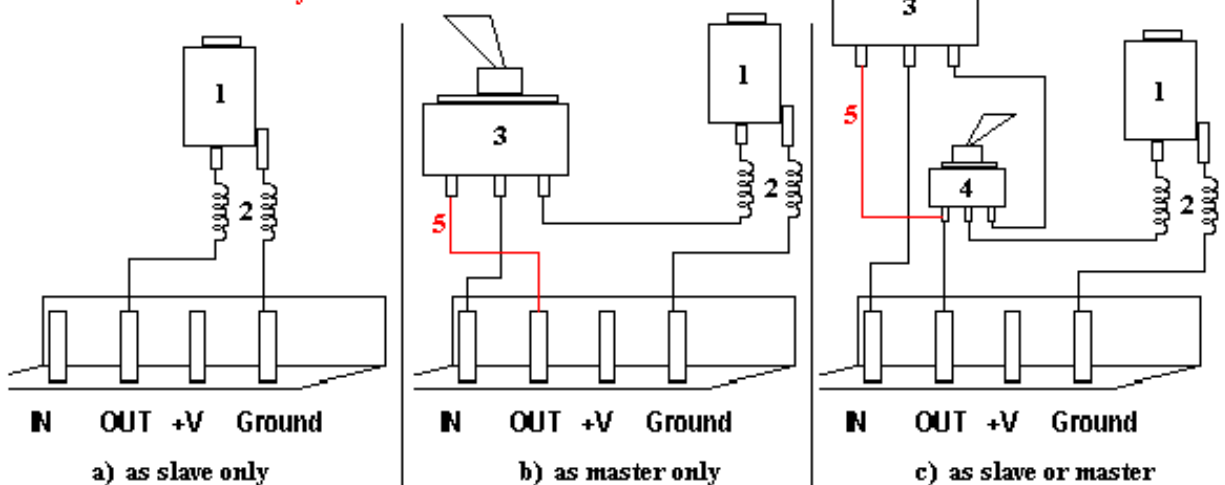 1
2
IN OUT +V Ground
a) as slave only
3
1
5
2
IN OUT +V Ground
b) as master only
3
1
5
4
2
IN OUT +V Ground
c) as slave or master